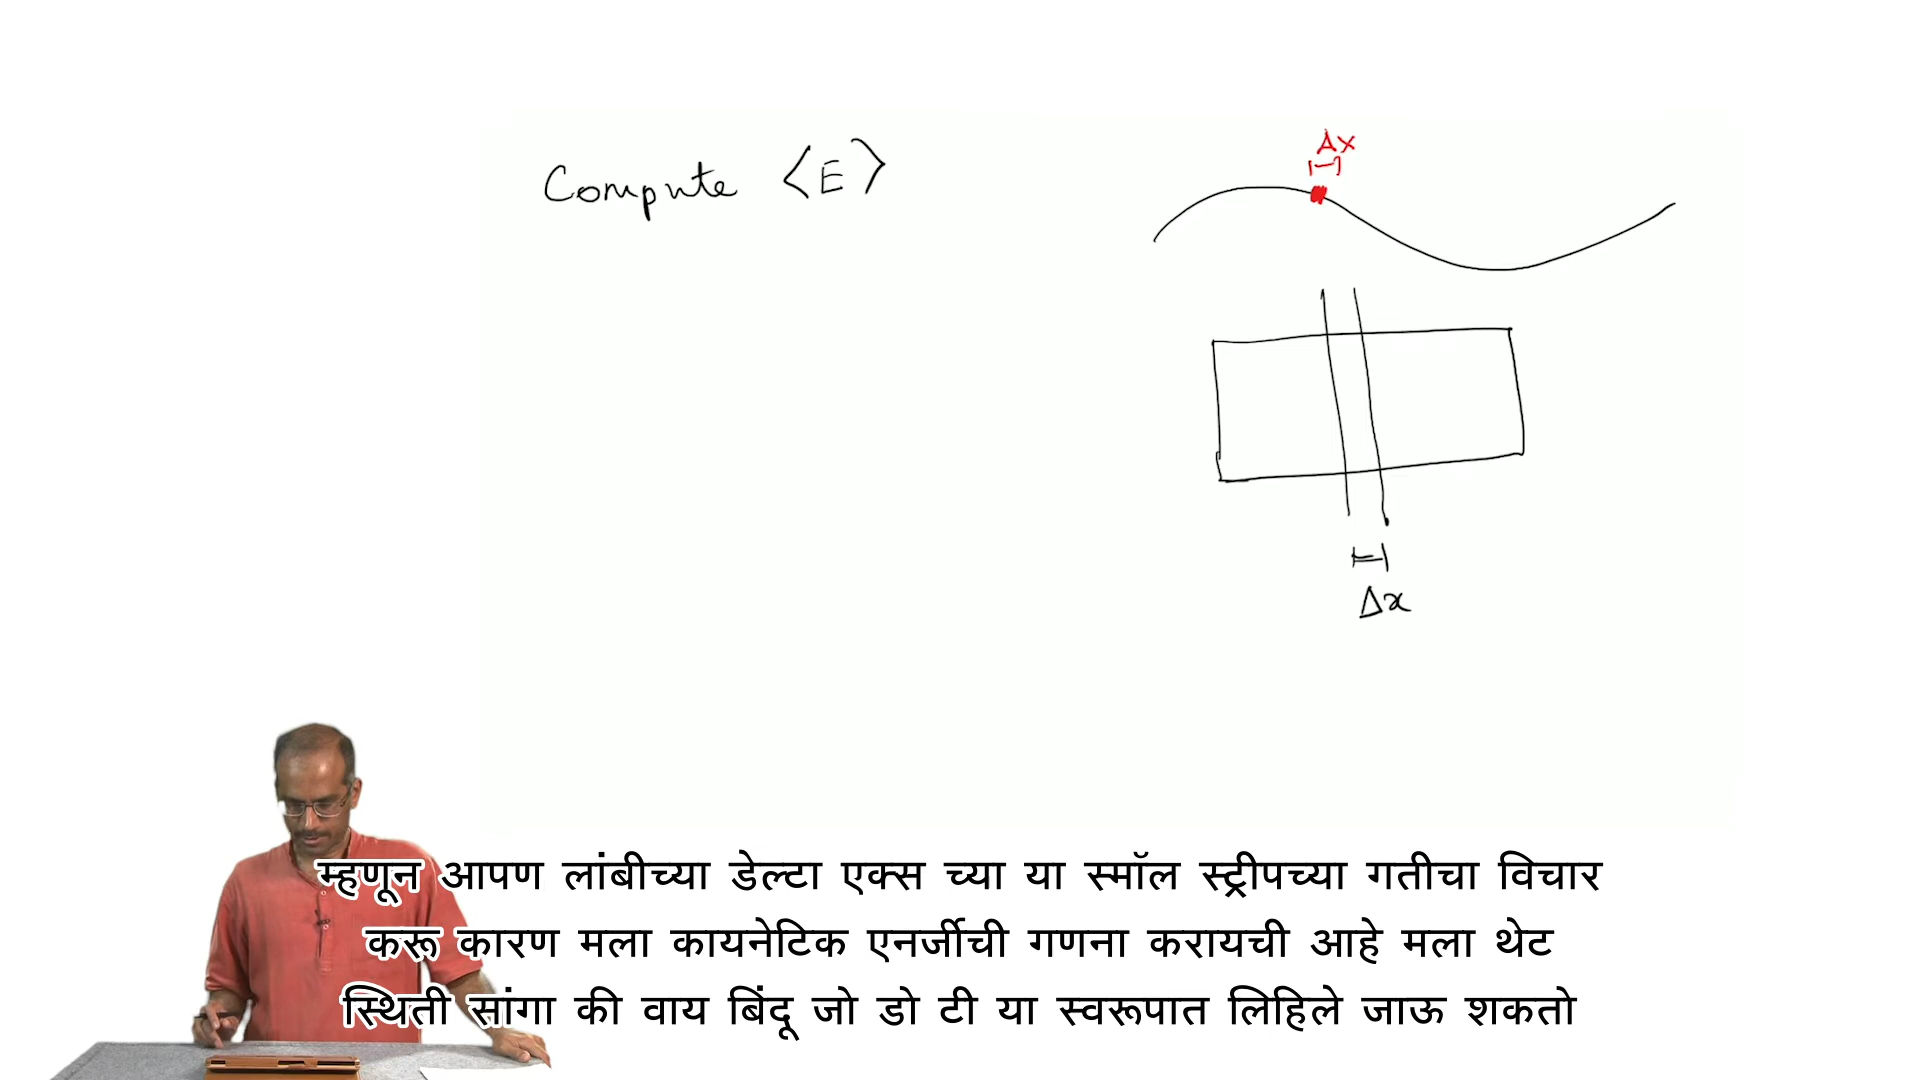 Compute ⟨E⟩
Δx
Δx
म्हणून आपण लांबीच्या डेल्टा एक्स च्या या स्मॉल स्ट्रीपच्या गतीचा विचार
करू कारण मला कायनेटिक एनर्जीची गणना करायची आहे मला थेट
स्थिती सांगा की वाय बिंदू जो डो टी या स्वरूपात लिहिले जाऊ शकतो